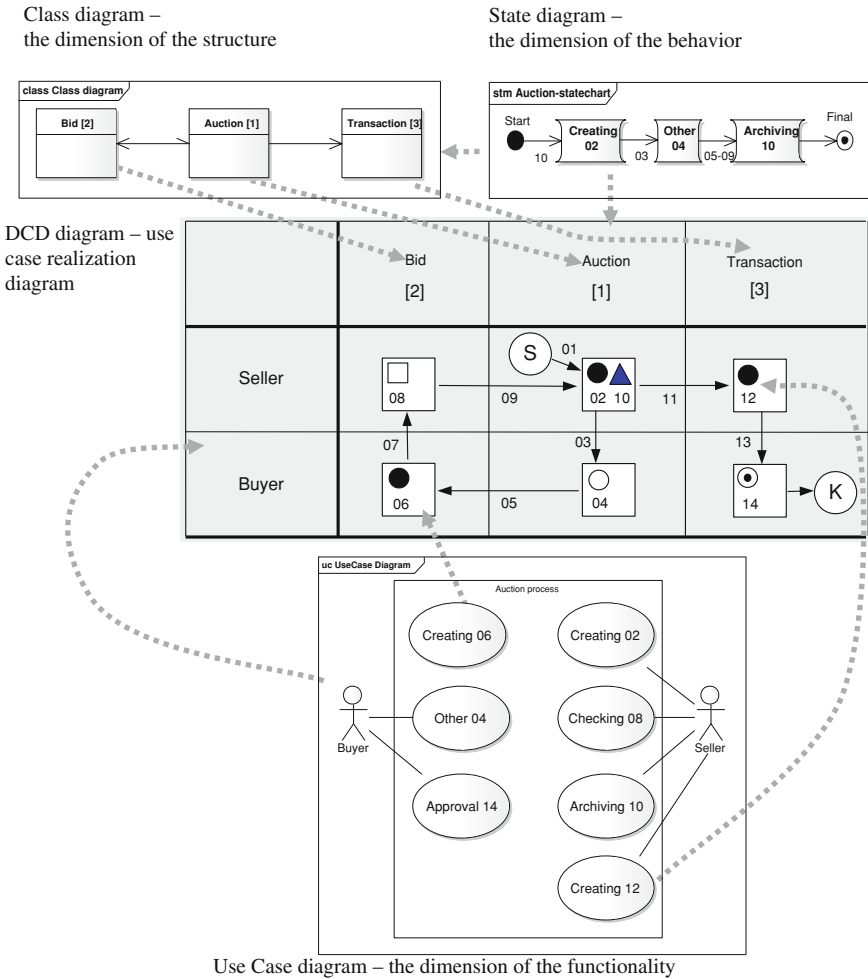 Class diagram –
the dimension of the structure
State diagram –
the dimension of the behavior
class Class diagram
Bid [2]
Auction [1]
Transaction [3]
stm Auction-statechart
Start
Final
Creating
02
Other
04
Archiving
10
10
03
05-09
DCD diagram – use
case realization
diagram
Bid
[2]
Auction
[1]
Transaction
[3]
Seller
08
09
S
01
02 10
11
12
07
03
13
Buyer
06
05
04
14
K
uc UseCase Diagram
Auction process
Creating 06
Creating 02
Other 04
Checking 08
Buyer
Seller
Approval 14
Archiving 10
Creating 12
Use Case diagram – the dimension of the functionality